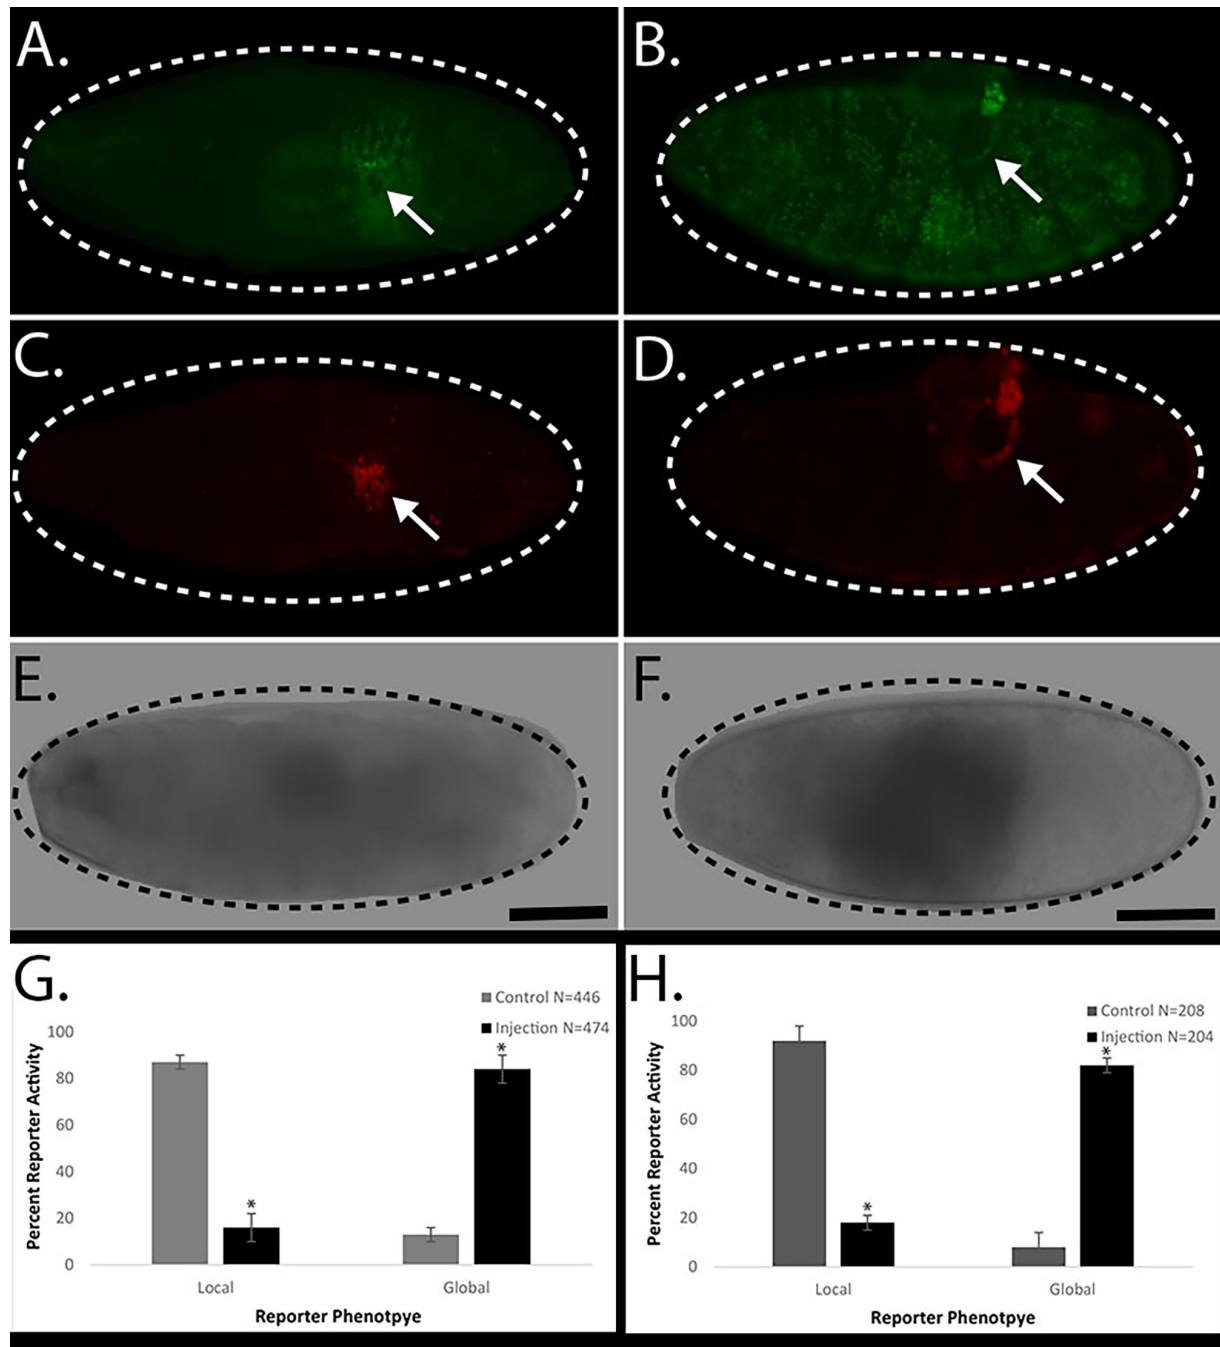 A.
B.
C.
D.
E.
F.
G.
Control N=446
Injection N=474
Percent Reporter Activity
100
80
60
40
20
0
*
*
Local
Global
Reporter Phenotpye
H.
Control N=208
Injection N=204
Percent Reporter Activity
100
80
60
40
20
0
*
*
Local
Global
Reporter Phenotpye